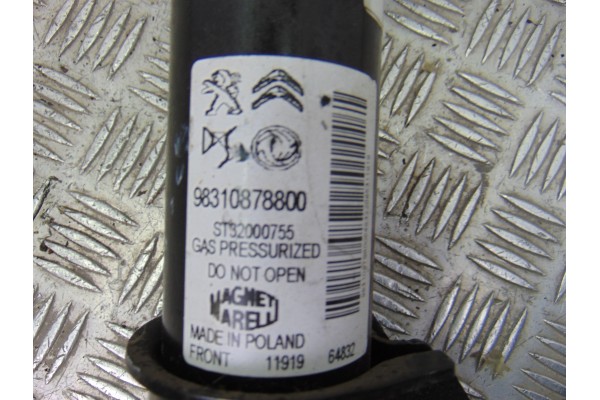 98310878800
ST32000755
GAS PRESSURIZED
DO NOT OPEN
MAGNETI
MARELLI
MADE IN POLAND
FRONT 11919 64832